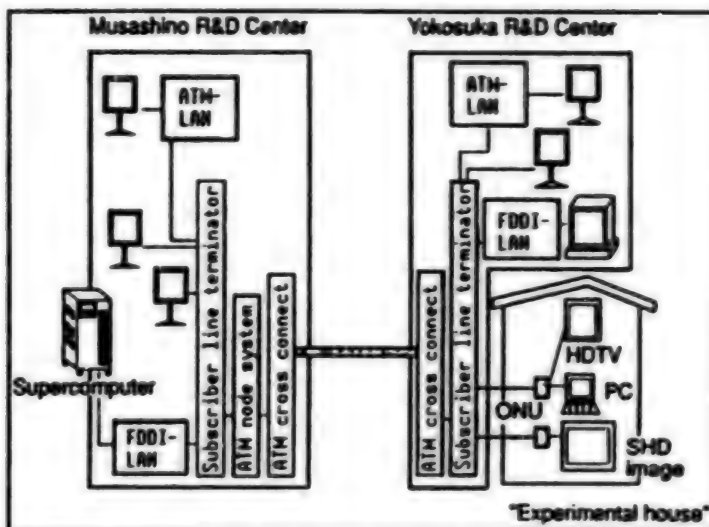 Musashino R&D Center
ATM-
LAN
Supercomputer
FDDI-
LAN
Subscriber line terminator
ATM node system
ATM cross connect
Yokosuka R&D Center
ATM-
LAN
FDDI-
LAN
ATM cross connect
Subscriber line terminator
HDTV
ONU
PC
SHD
image
"Experimental house"